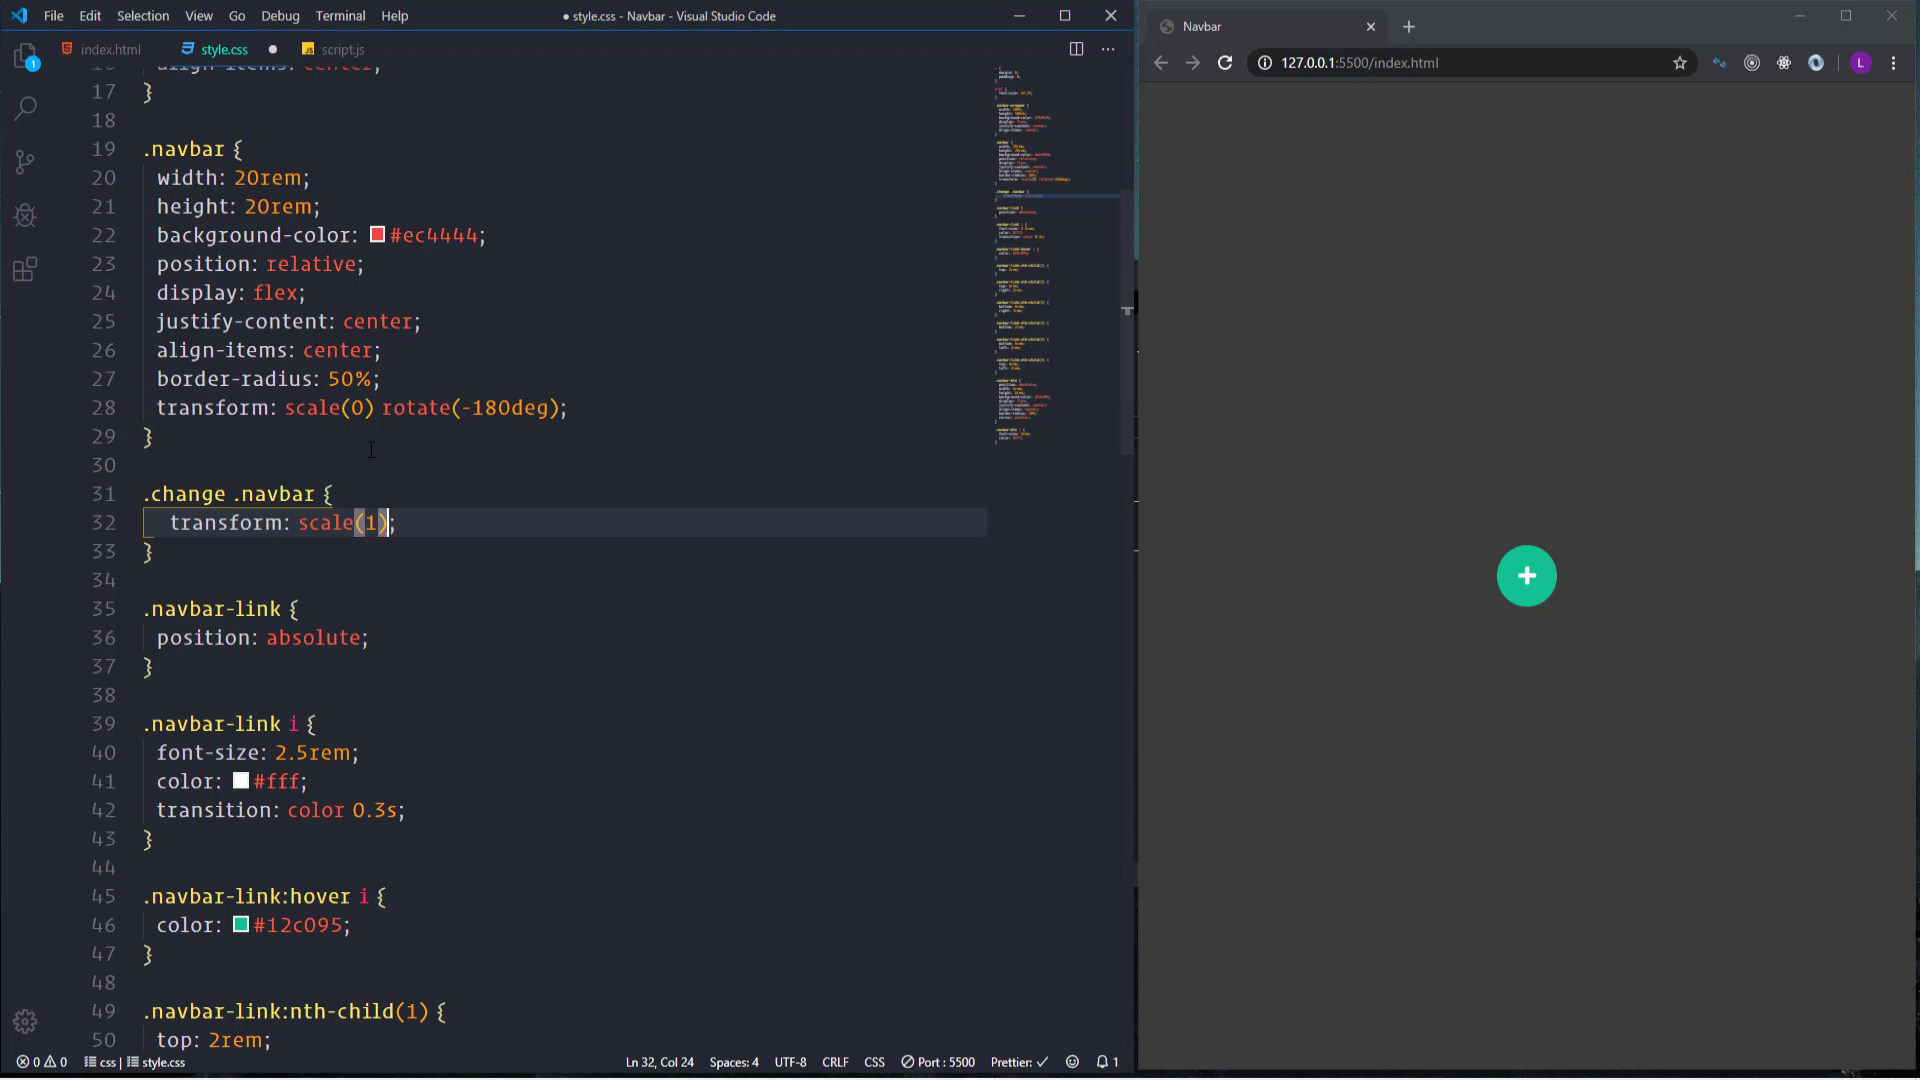 File Edit Selection View Go Debug Terminal Help
● style.css - Navbar - Visual Studio Code
index.html style.css script.js
16 align-items: center;
17 }
18
19 .navbar {
20 width: 20rem;
21 height: 20rem;
22 background-color: #ec4444;
23 position: relative;
24 display: flex;
25 justify-content: center;
26 align-items: center;
27 border-radius: 50%;
28 transform: scale(0) rotate(-180deg);
29 }
30
31 .change .navbar {
32 transform: scale(1);
33 }
34
35 .navbar-link {
36 position: absolute;
37 }
38
39 .navbar-link i {
40 font-size: 2.5rem;
41 color: #fff;
42 transition: color 0.3s;
43 }
44
45 .navbar-link:hover i {
46 color: #12c095;
47 }
48
49 .navbar-link:nth-child(1) {
50 top: 2rem;
1
0 0 css | style.css Ln 32, Col 24 Spaces: 4 UTF-8 CRLF CSS Port : 5500 Prettier: ✓ 1
Navbar
127.0.0.1:5500/index.html
L
+